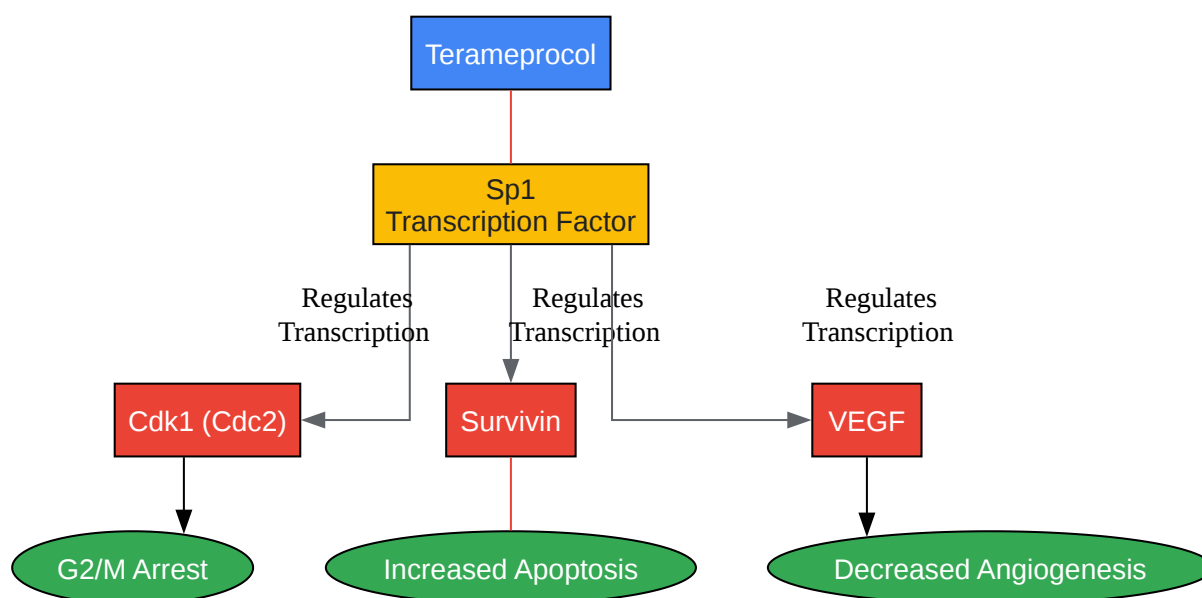 Terameprocol
Sp1
Transcription Factor
Regulates
Transcription
Regulates
Transcription
Regulates
Transcription
Cdk1 (Cdc2)
Survivin
VEGF
G2/M Arrest
Increased Apoptosis
Decreased Angiogenesis